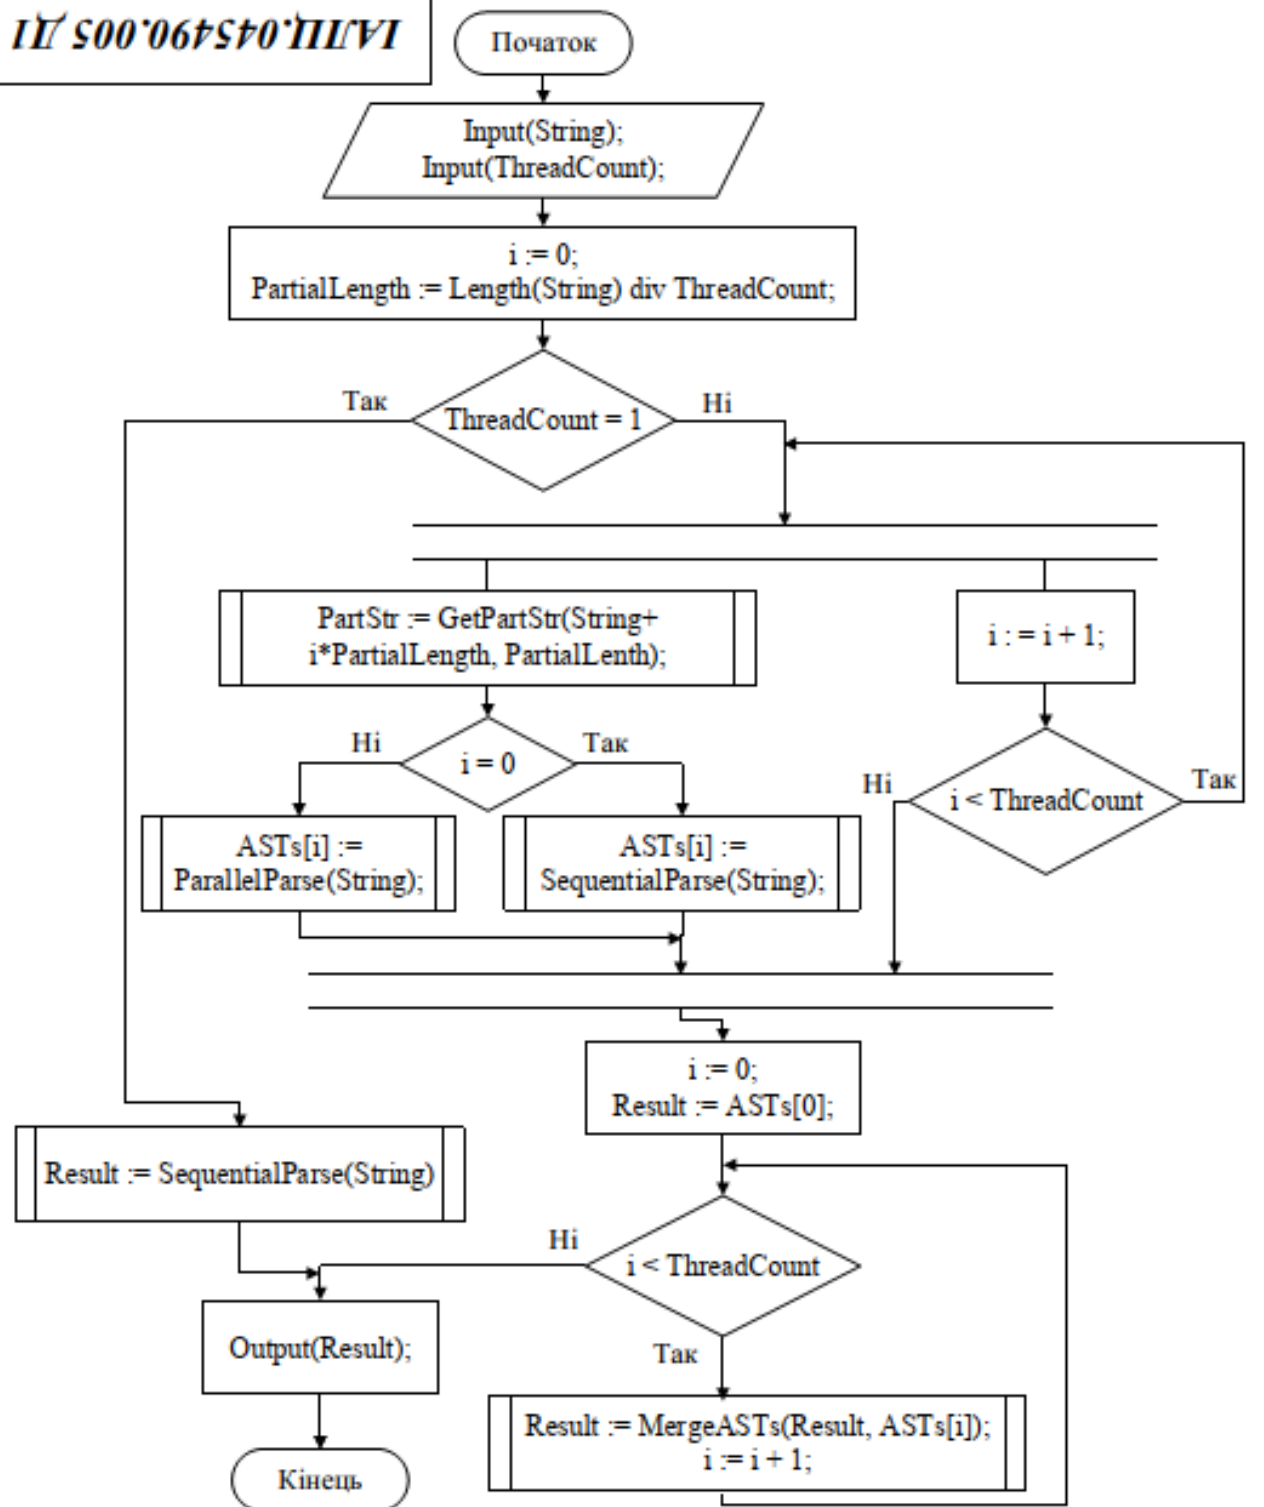 ІАЛЦ.045490.005 Д1
Початок
Input(String);
Input(ThreadCount);
i := 0;
PartialLength := Length(String) div ThreadCount;
Так
ThreadCount = 1
Ні
PartStr := GetPartStr(String+
i*PartialLength, PartialLenth);
i : = i + 1;
Ні
i = 0
Так
Ні
i < ThreadCount
Так
ASTs[i] :=
ParallelParse(String);
ASTs[i] :=
SequentialParse(String);
i := 0;
Result := ASTs[0];
Result := SequentialParse(String)
Ні
i < ThreadCount
Так
Output(Result);
Result := MergeASTs(Result, ASTs[i]);
i := i + 1;
Кінець